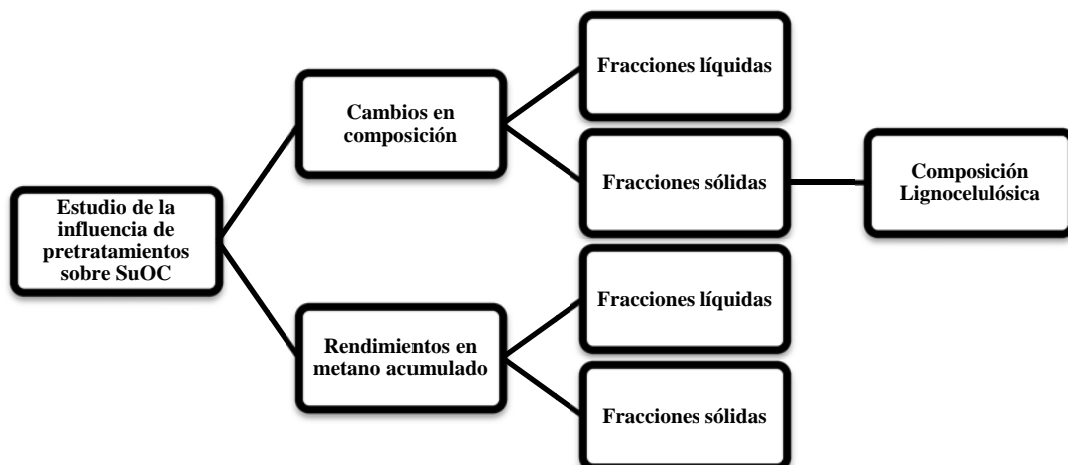 Estudio de la
influencia de
pretratamientos
sobre SuOC
Cambios en
composición
Fracciones líquidas
Fracciones sólidas
Composición
Lignocelulósica
Rendimientos en
metano acumulado
Fracciones líquidas
Fracciones sólidas